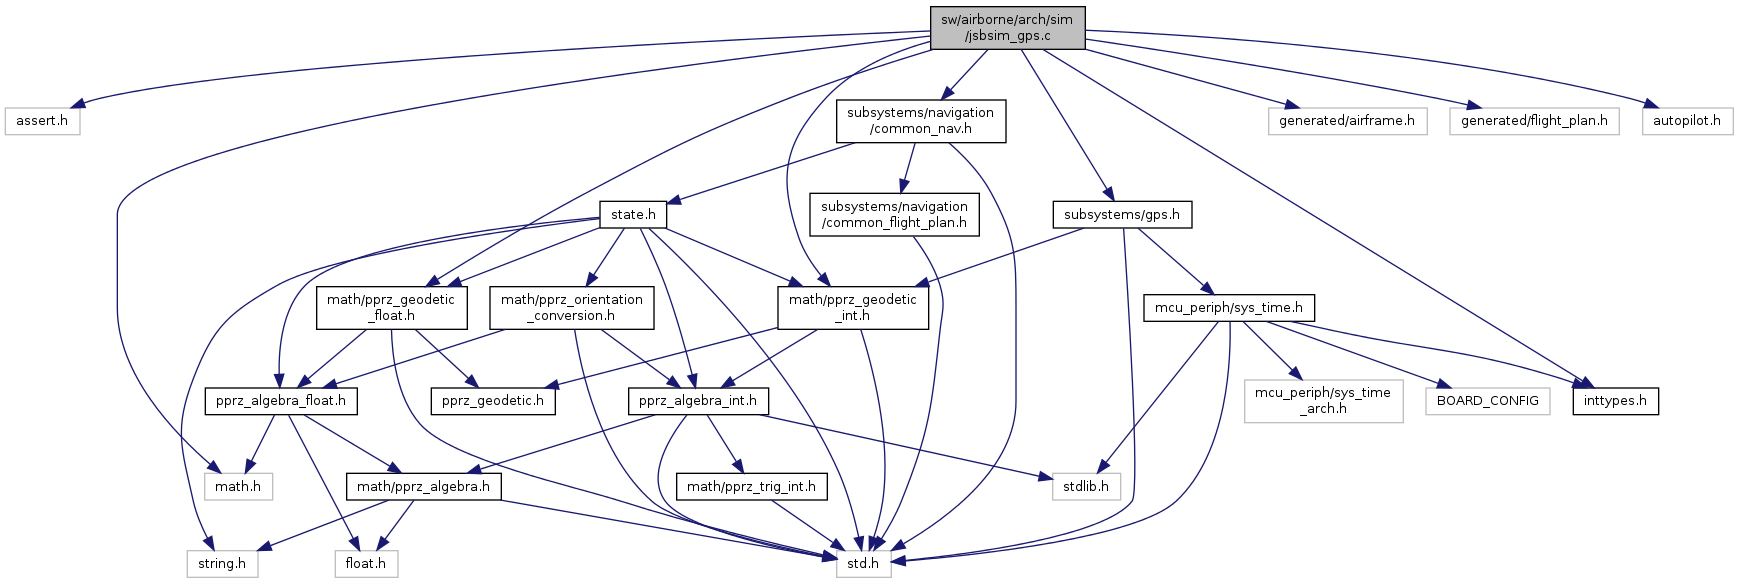 sw/airborne/arch/sim
/jsbsim_gps.c
assert.h
subsystems/navigation
/common_nav.h
generated/airframe.h
generated/flight_plan.h
autopilot.h
state.h
subsystems/navigation
/common_flight_plan.h
subsystems/gps.h
math/pprz_geodetic
_float.h
math/pprz_orientation
_conversion.h
math/pprz_geodetic
_int.h
mcu_periph/sys_time.h
pprz_algebra_float.h
pprz_geodetic.h
pprz_algebra_int.h
mcu_periph/sys_time
_arch.h
BOARD_CONFIG
inttypes.h
math.h
math/pprz_algebra.h
math/pprz_trig_int.h
stdlib.h
string.h
float.h
std.h